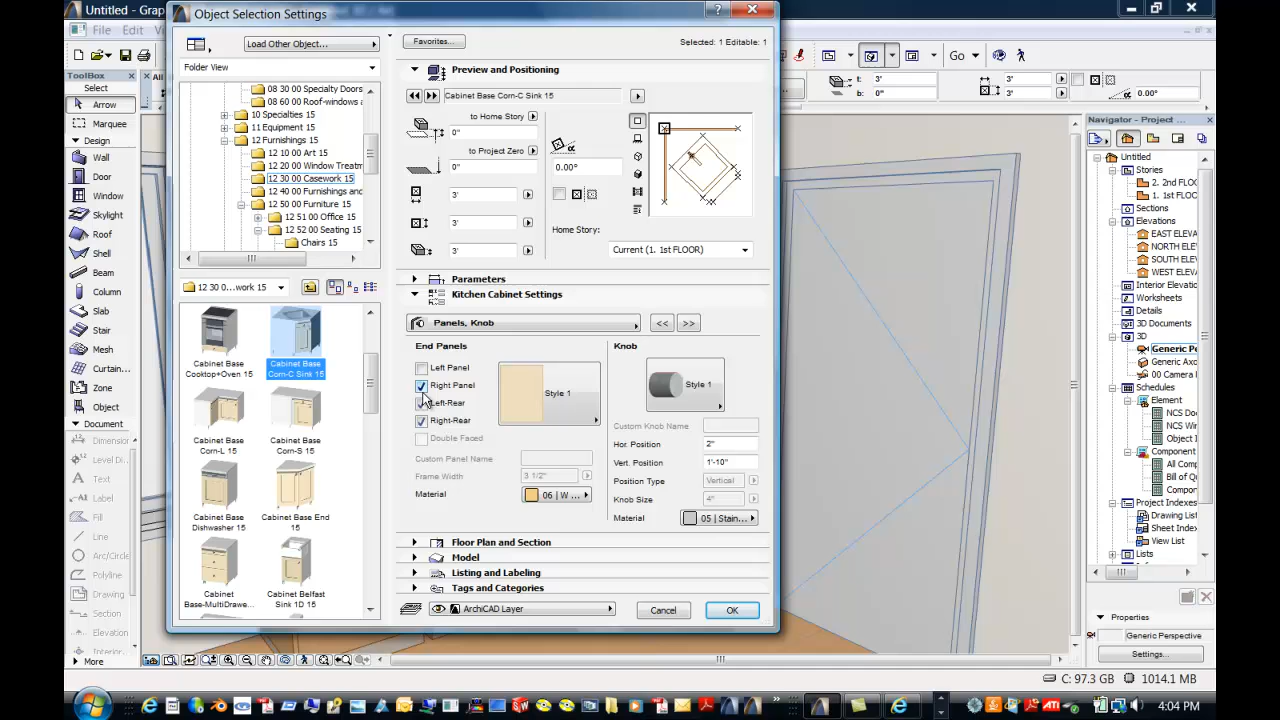 Untitled - Grap
Object Selection Settings
File
Edit
Load Other Object...
Favorites...
Selected: 1 Editable: 1
Folder View
Preview and Positioning
Cabinet Base Corn-C Sink 15
to Home Story
0"
to Project Zero
0"
0.00°
3'
3'
3'
Home Story:
Current (1. 1st FLOOR)
08 30 00 Specialty Doors
08 60 00 Roof-windows a
10 Specialties 15
11 Equipment 15
12 Furnishings 15
12 10 00 Art 15
12 20 00 Window Treatm
12 30 00 Casework 15
12 40 00 Furnishings and
12 50 00 Furniture 15
12 51 00 Office 15
12 52 00 Seating 15
Chairs 15
12 30 0...work 15
Cabinet Base Cooktop+Oven 15
Cabinet Base Corn-C Sink 15
Cabinet Base Corn-L 15
Cabinet Base Corn-S 15
Cabinet Base Dishwasher 15
Cabinet Base End 15
Cabinet Base-MultiDrawe...
Cabinet Belfast Sink 1D 15
Parameters
Kitchen Cabinet Settings
Panels, Knob
<<
>>
End Panels
Left Panel
Right Panel
Left-Rear
Right-Rear
Double Faced
Style 1
Custom Panel Name
Frame Width
3 1/2"
Material
06 | W ...
Knob
Style 1
Custom Knob Name
Hor. Position
2"
Vert. Position
1'-10"
Position Type
Vertical
Knob Size
4"
Material
05 | Stain...
Floor Plan and Section
Model
Listing and Labeling
Tags and Categories
ArchiCAD Layer
Cancel
OK
ToolBox
Select
Arrow
Marquee
Design
Wall
Door
Window
Skylight
Roof
Shell
Beam
Column
Slab
Stair
Mesh
Curtain...
Zone
Object
Document
Dimension
Level Di
Text
Label
Fill
Line
Arc/Circle
Polyline
Drawing
Section
Elevation
Interior
More
All
Go
t:
3'
b:
0"
3'
3'
0.00°
Navigator - Project ...
Untitled
Stories
2. 2nd FLO
1. 1st FLOO
Sections
Elevations
EAST ELEVA
NORTH ELE
SOUTH ELE
WEST ELEVA
Interior Elevat
Worksheets
Details
3D Documents
3D
Generic Pe
Generic Axo
00 Camera
Schedules
Element
NCS Doo
NCS Win
Object I
Component
All Comp
Bill of Q
Compon
Project Indexes
Drawing List
Sheet Index
View List
Lists
Properties
Generic Perspective
Settings...
C: 97.3 GB
1014.1 MB
4:04 PM